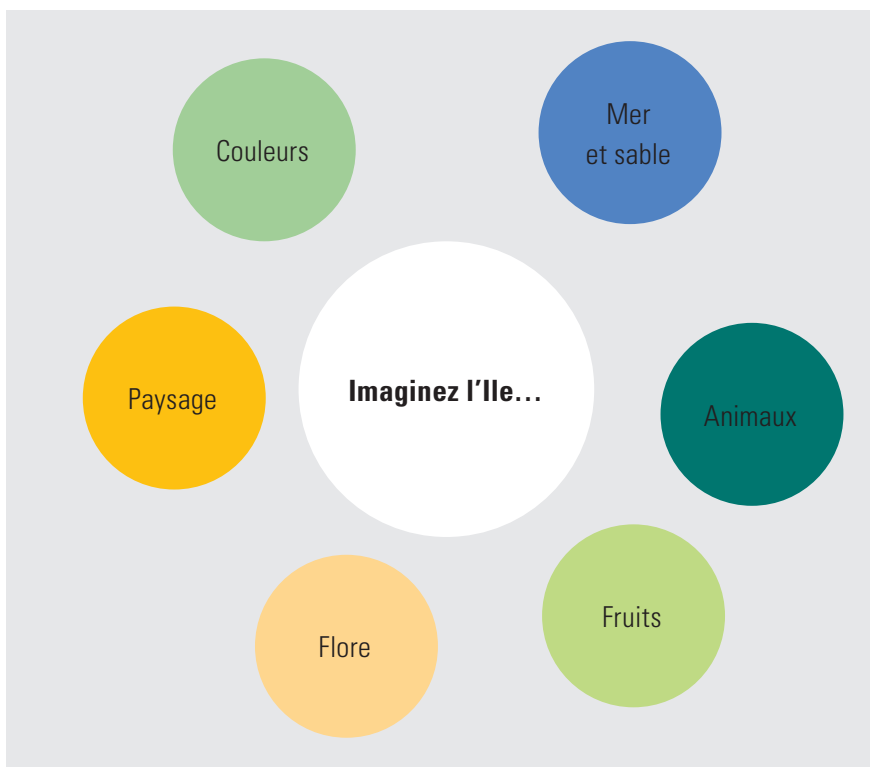 Couleurs
Mer
et sable
Paysage
Imaginez l'Ile...
Animaux
Flore
Fruits